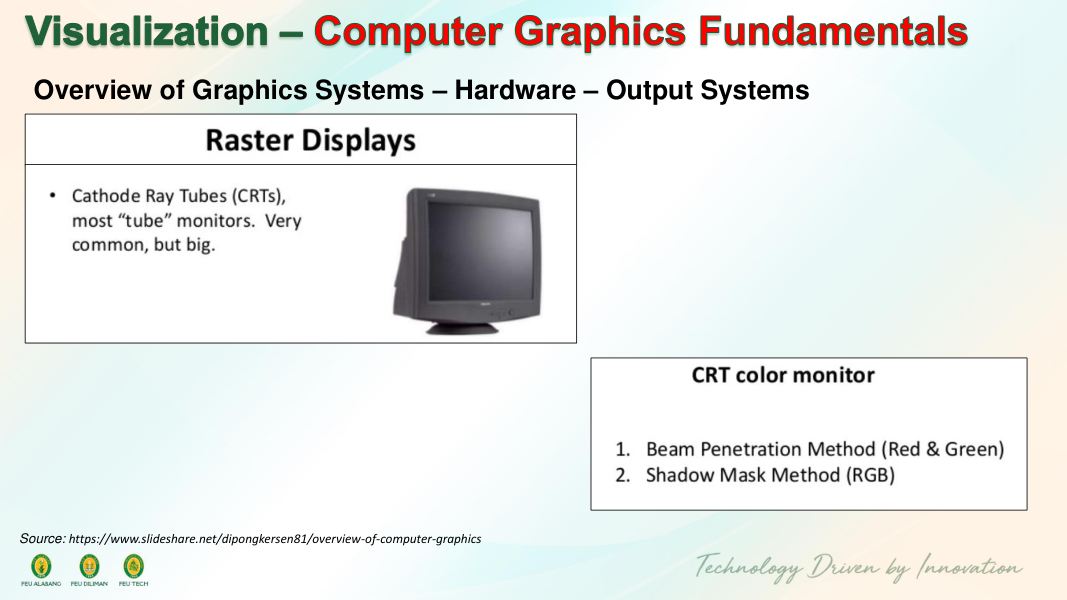 Visualization – Computer Graphics Fundamentals
Overview of Graphics Systems – Hardware – Output Systems
Raster Displays
• Cathode Ray Tubes (CRTs),
most “tube” monitors. Very
common, but big.
CRT color monitor
1. Beam Penetration Method (Red & Green)
2. Shadow Mask Method (RGB)
Source: https://www.slideshare.net/dipongkersen81/overview-of-computer-graphics
FEU ALABANG FEU DILIMAN FEU TECH
Technology Driven by Innovation